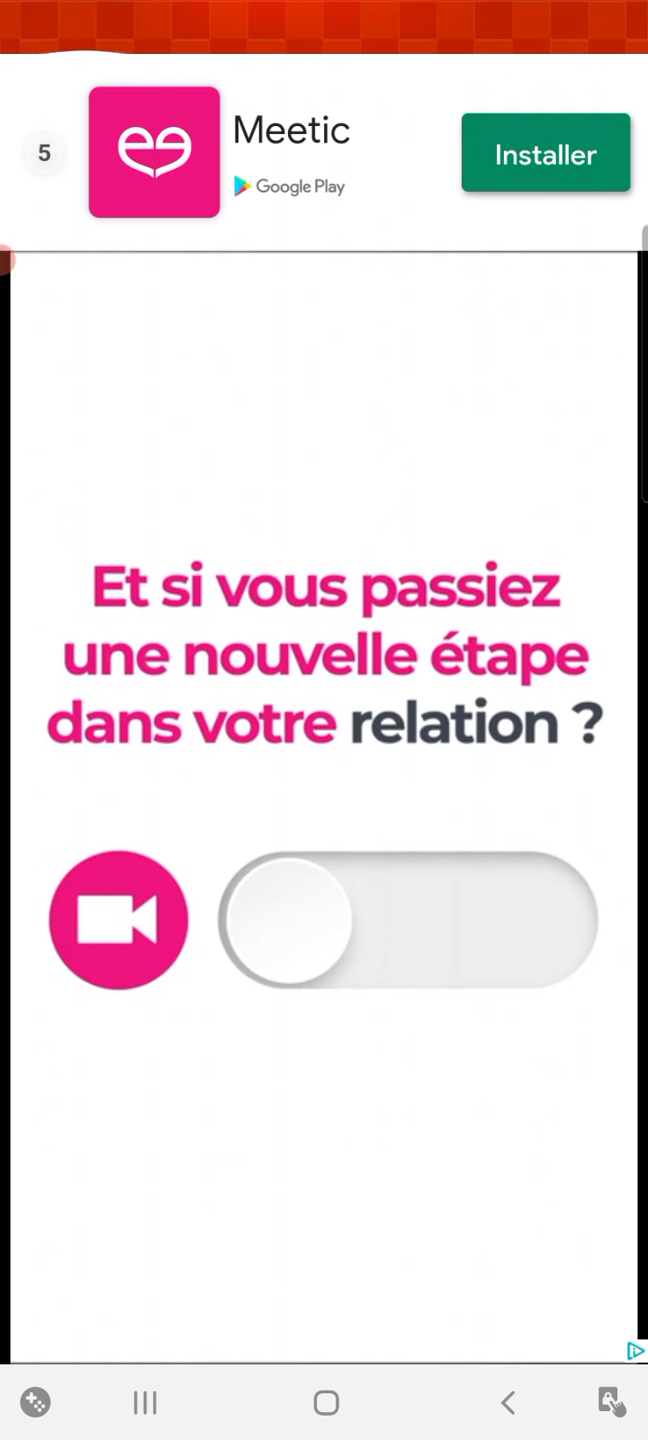 5
Meetic
Google Play
Installer
Et si vous passiez
une nouvelle étape
dans votre relation ?